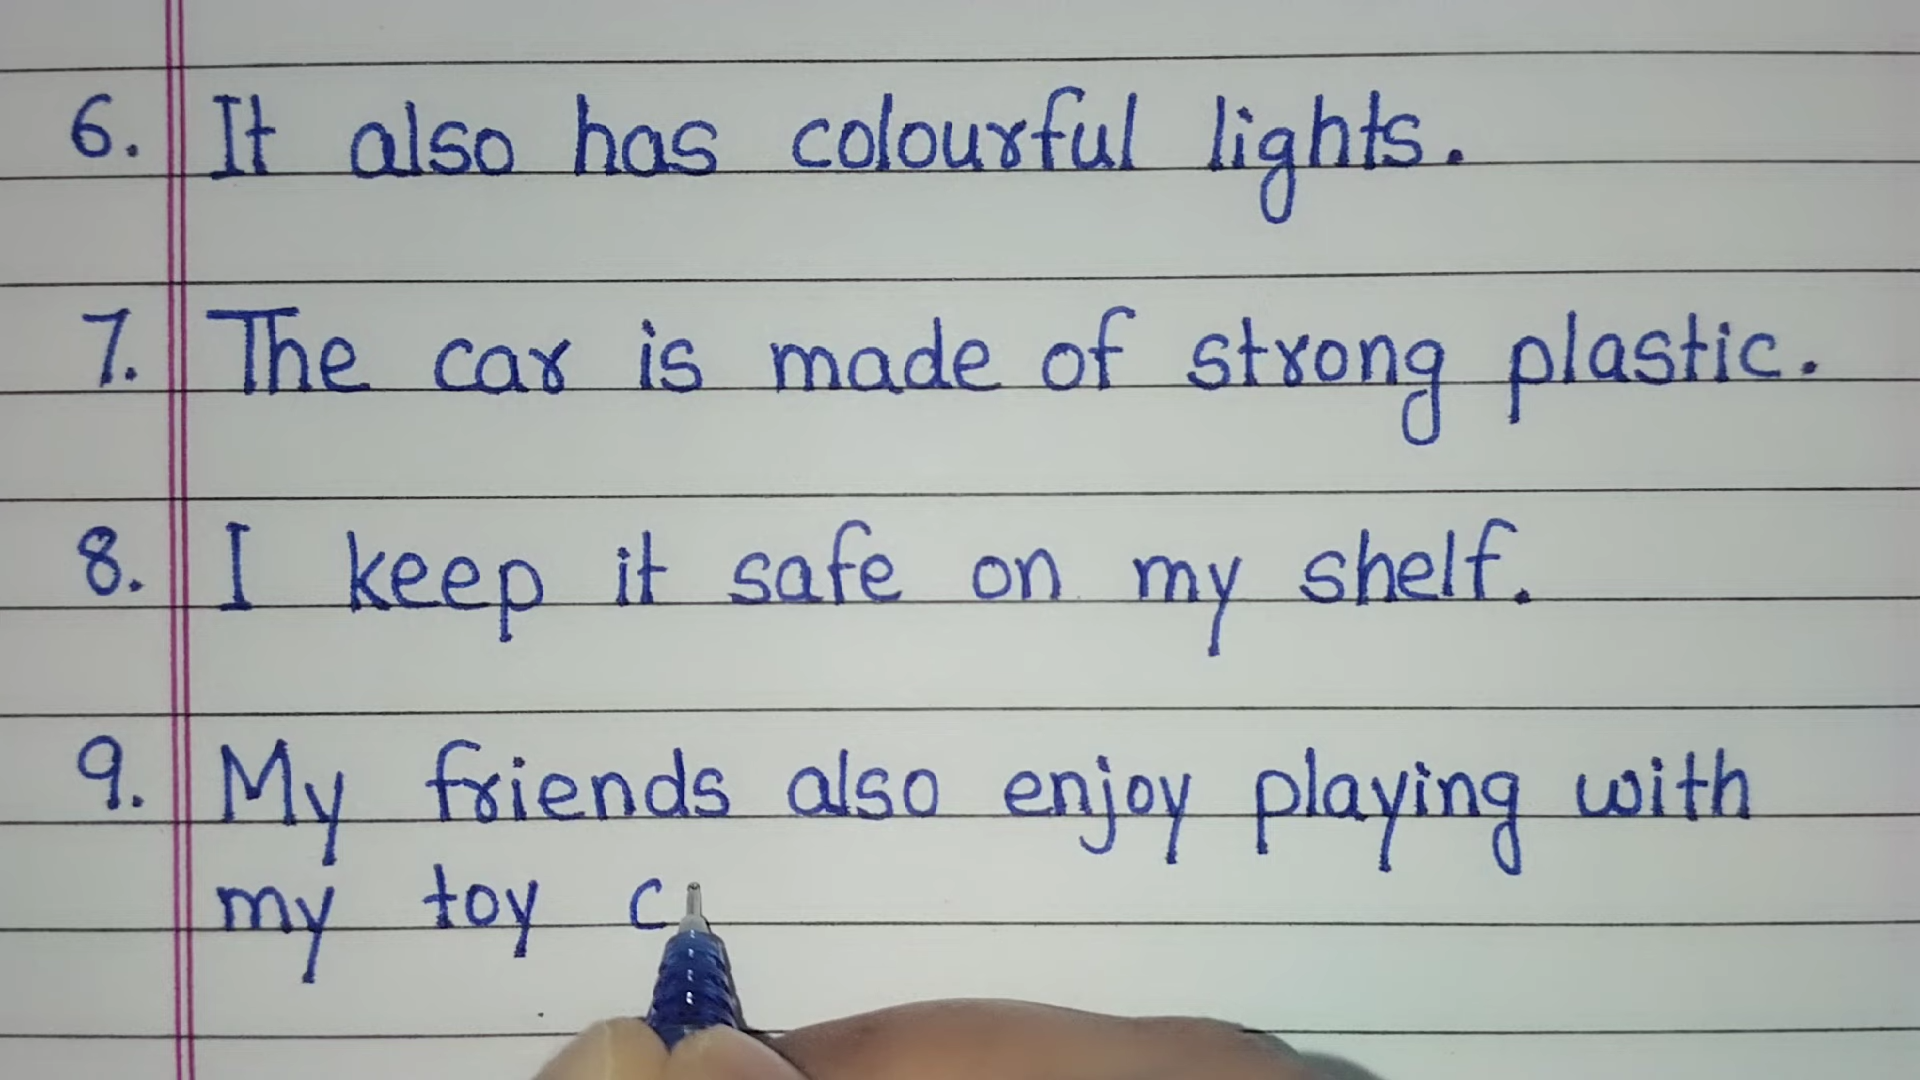 6. It also has colourful lights.
7. The car is made of strong plastic.
8. I keep it safe on my shelf.
9. My friends also enjoy playing with
my toy c